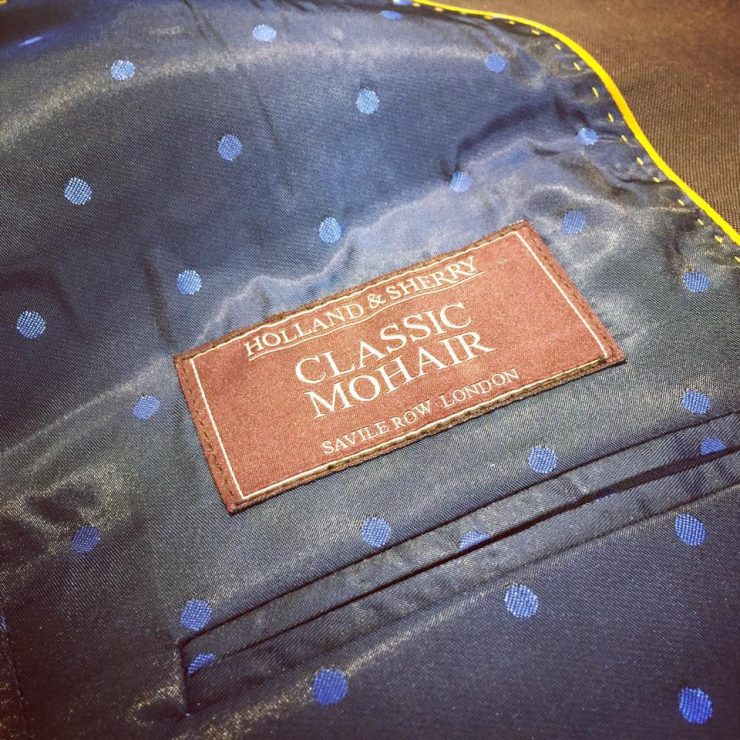 HOLLAND & SHERRY
CLASSIC
MOHAIR
SAVILE ROW · LONDON